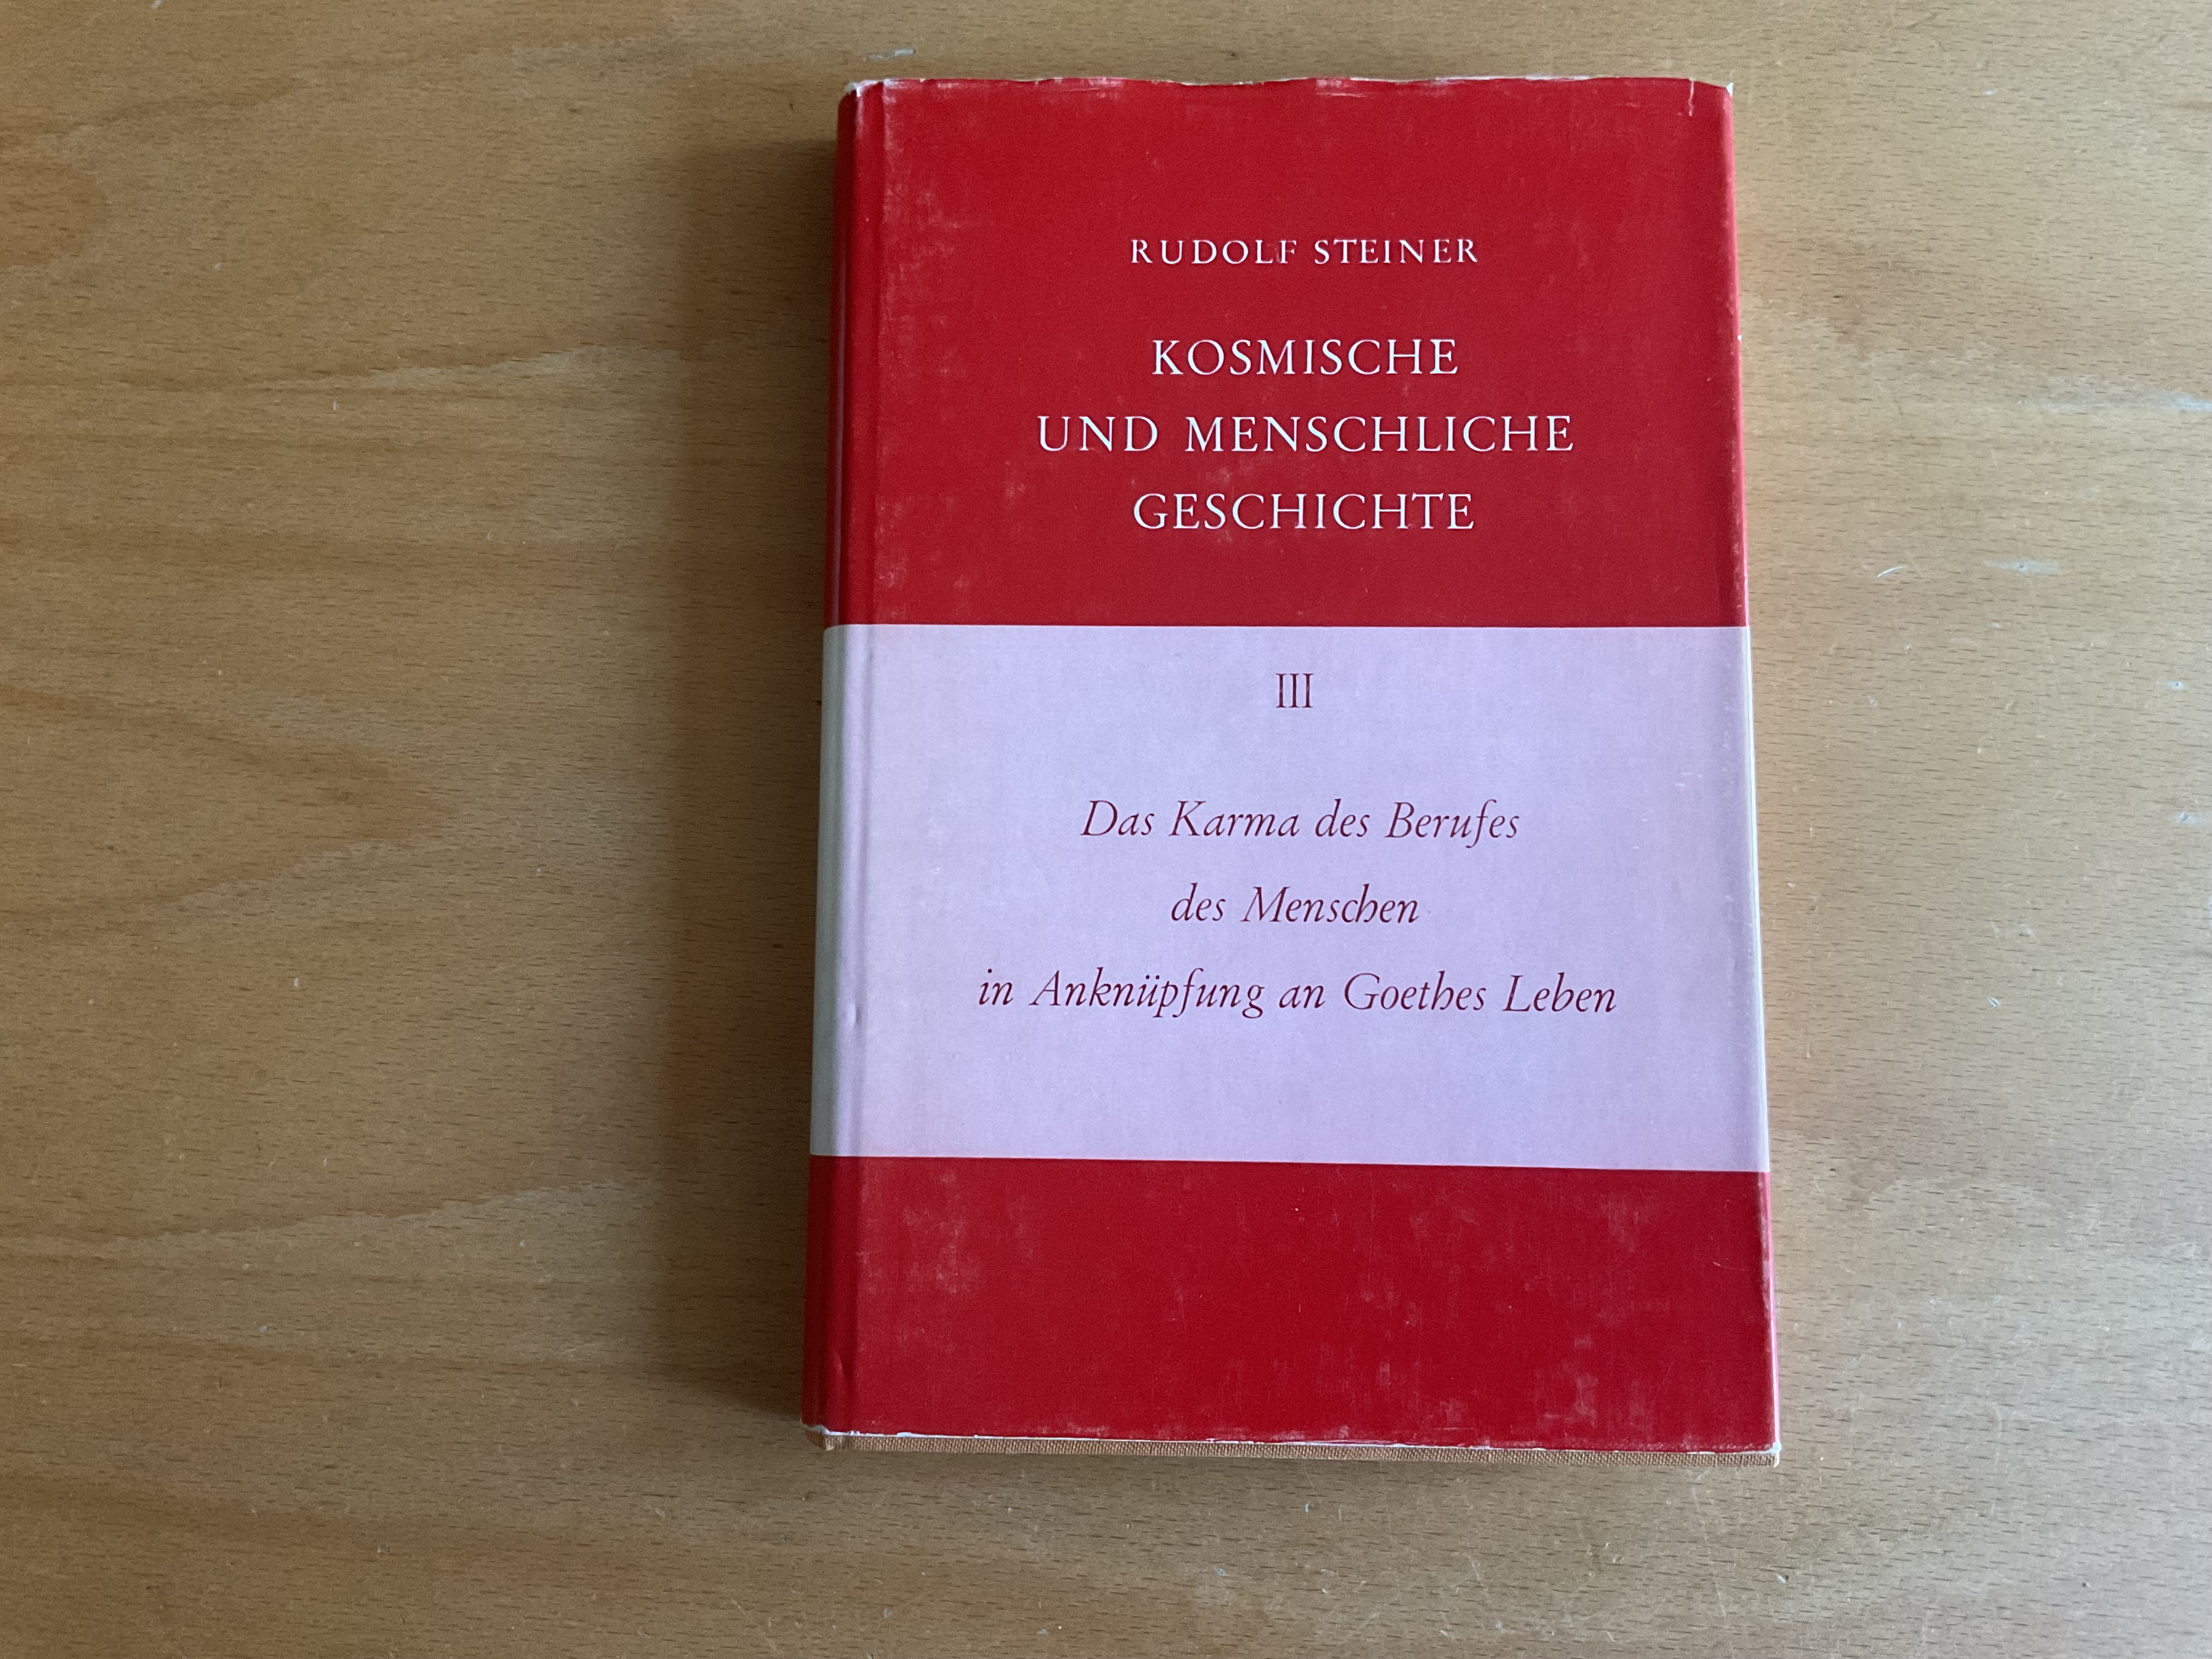 RUDOLF STEINER
KOSMISCHE
UND MENSCHLICHE
GESCHICHTE
III
Das Karma des Berufes
des Menschen
in Anknüpfung an Goethes Leben